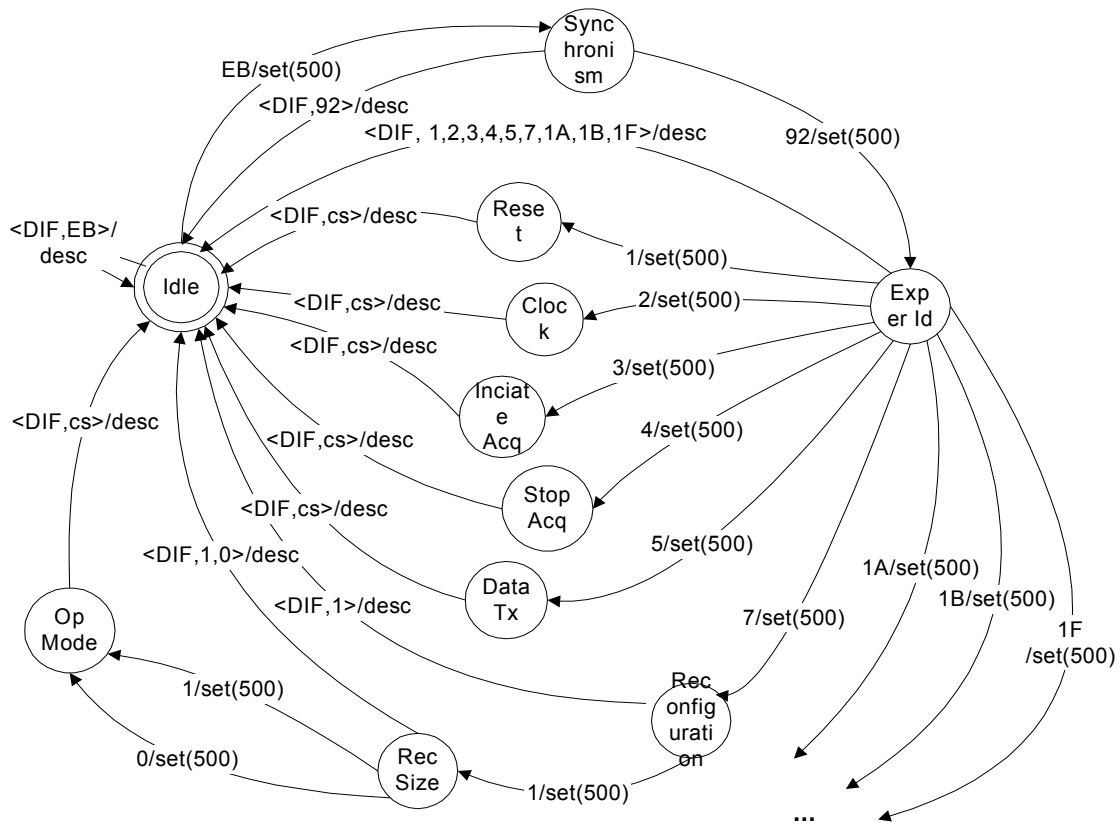 Sync
hroni
sm
EB/set(500)
<DIF,92>/desc
<DIF, 1,2,3,4,5,7,1A,1B,1F>/desc
92/set(500)
Rese
t
<DIF,cs>/desc
<DIF,EB>/
desc
1/set(500)
Idle
Exp
er Id
<DIF,cs>/desc
Cloc
k
2/set(500)
<DIF,cs>/desc
3/set(500)
Inciat
e
Acq
<DIF,cs>/desc
<DIF,cs>/desc
4/set(500)
Stop
Acq
<DIF,cs>/desc
5/set(500)
<DIF,1,0>/desc
1A/set(500)
Data
Tx
1B/set(500)
<DIF,1>/desc
Op
Mode
7/set(500)
1F
/set(500)
1/set(500)
Rec
onfig
urati
on
0/set(500)
Rec
Size
1/set(500)
...